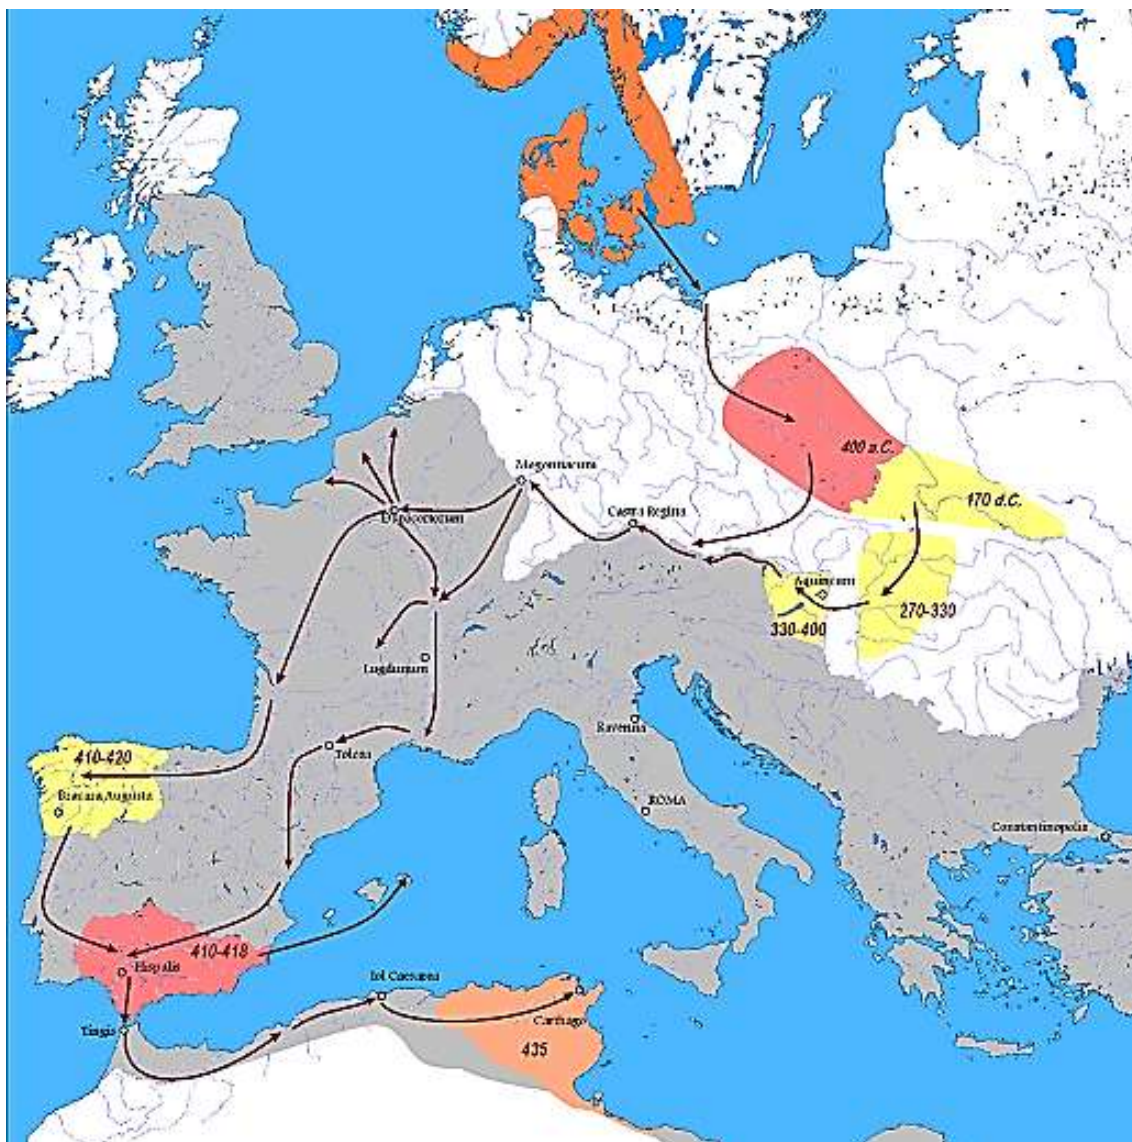 400 a.C.
Mogontiacum
170 d.C.
Castra Regina
Aquincum
270-330
330-400
Lugdunum
Ravenna
Tolosa
410-420
Bracara Augusta
ROMA
Constantinopolis
410-418
Hispalis
Iol Caesarea
Carthago
Tingis
435